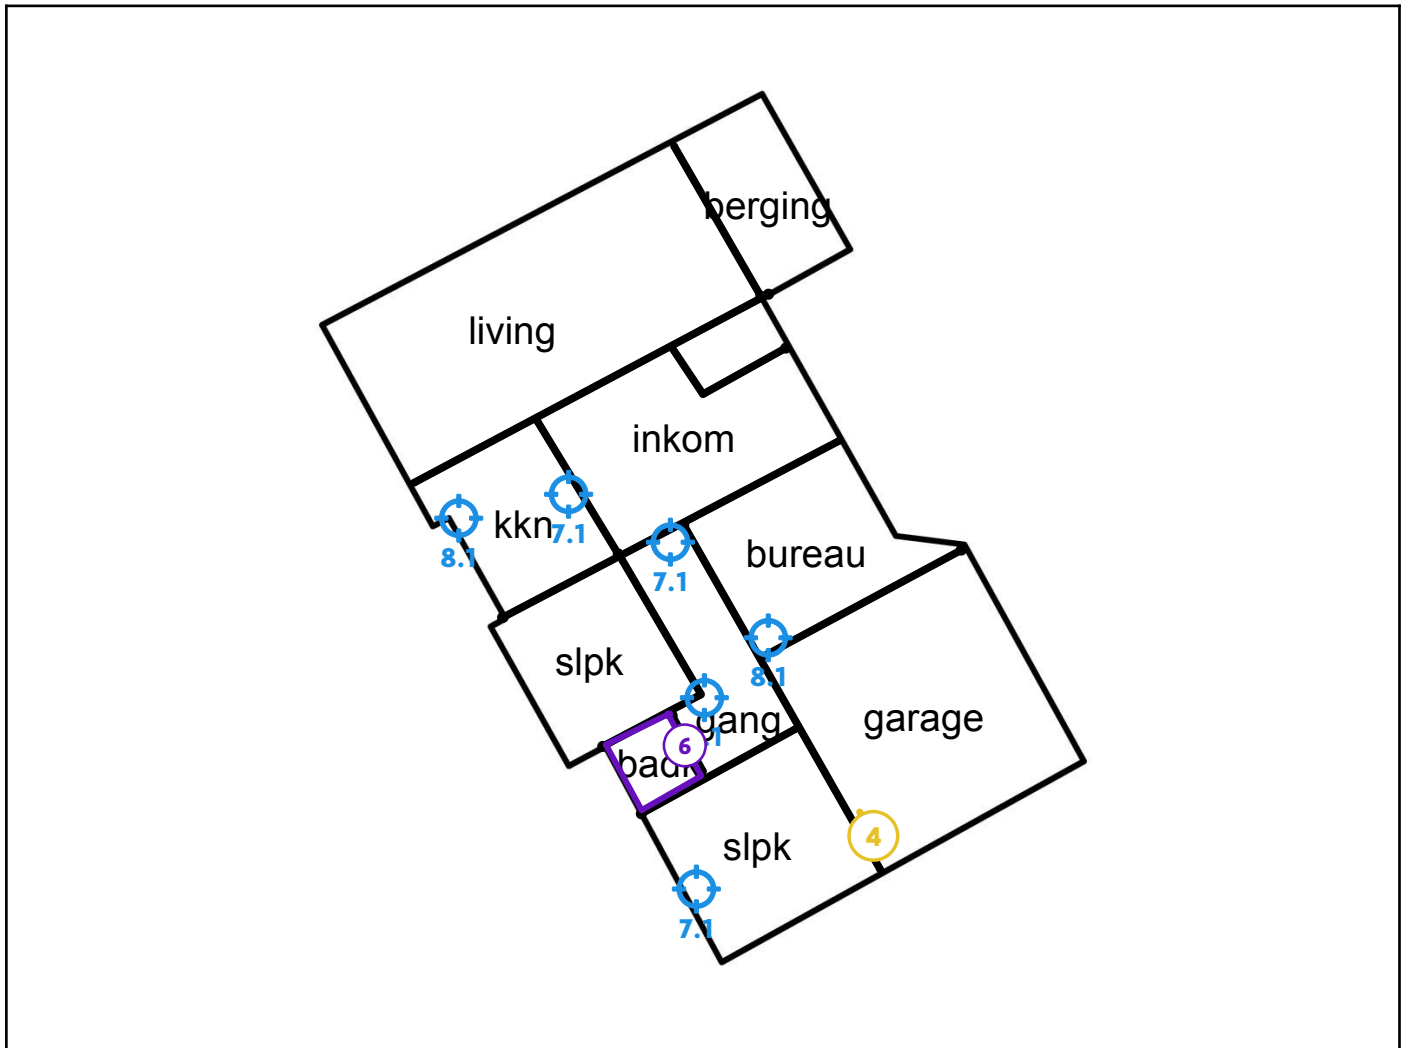 berging
living
inkom
kkn
7.1
8.1
7.1
bureau
slpk
8.1
gang
garage
6
badk
4
slpk
7.1